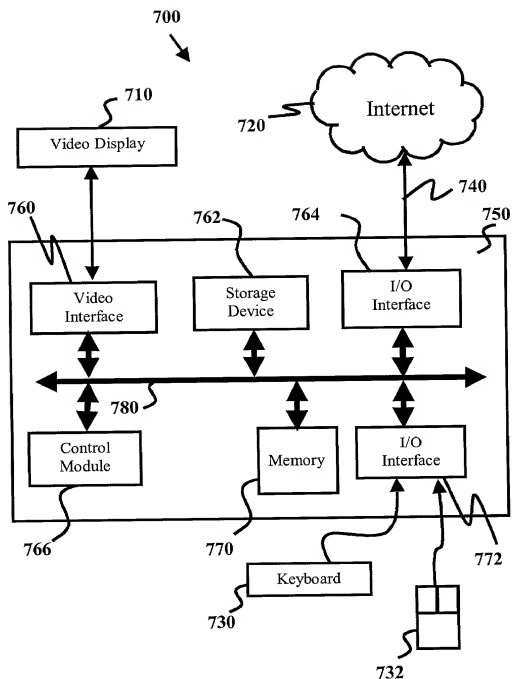 700
710
Video Display
Internet
720
740
760
762
764
750
Video
Interface
Storage
Device
I/O
Interface
780
Control
Module
Memory
I/O
Interface
766
770
772
Keyboard
730
732